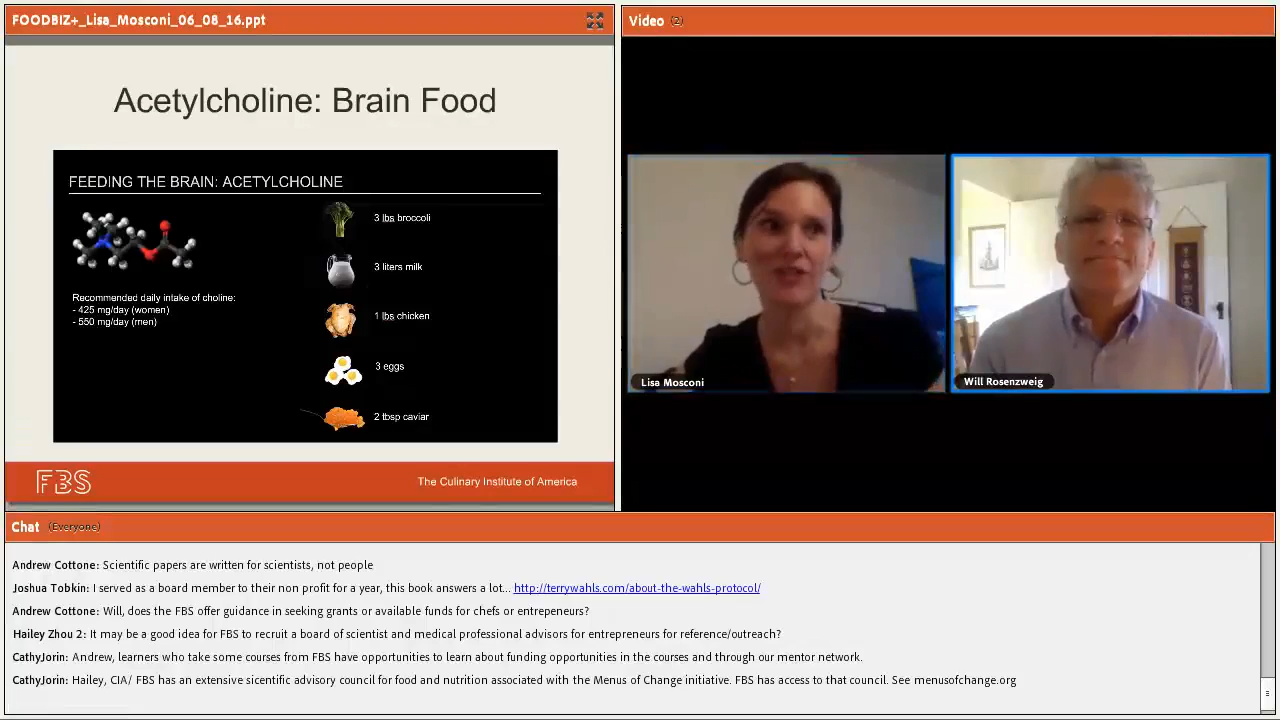 FOODBIZ+_Lisa_Mosconi_06_08_16.ppt
Acetylcholine: Brain Food
FEEDING THE BRAIN: ACETYLCHOLINE
Recommended daily intake of choline:
- 425 mg/day (women)
- 550 mg/day (men)
3 lbs broccoli
3 liters milk
1 lbs chicken
3 eggs
2 tbsp caviar
FBS
The Culinary Institute of America
Video (2)
Lisa Mosconi
Will Rosenzweig
Chat (Everyone)
Andrew Cottone: Scientific papers are written for scientists, not people
Joshua Tobkin: I served as a board member to their non profit for a year, this book answers a lot... http://terrywahls.com/about-the-wahls-protocol/
Andrew Cottone: Will, does the FBS offer guidance in seeking grants or available funds for chefs or entrepeneurs?
Hailey Zhou 2: It may be a good idea for FBS to recruit a board of scientist and medical professional advisors for entrepreneurs for reference/outreach?
CathyJorin: Andrew, learners who take some courses from FBS have opportunities to learn about funding opportunities in the courses and through our mentor network.
CathyJorin: Hailey, CIA/ FBS has an extensive sicentific advisory council for food and nutrition associated with the Menus of Change initiative. FBS has access to that council. See menusofchange.org